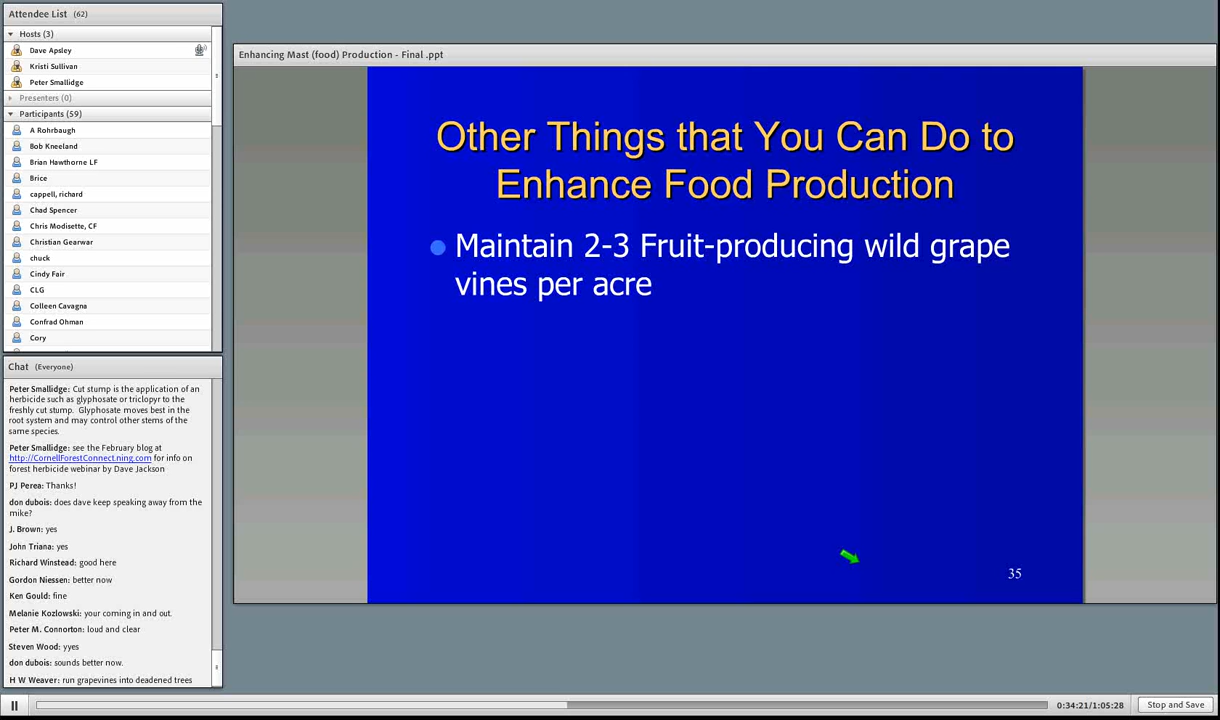 Attendee List (62)
Hosts (3)
Dave Apsley
Kristi Sullivan
Peter Smallidge
Presenters (0)
Participants (59)
A Rohrbaugh
Bob Kneeland
Brian Hawthorne LF
Brice
cappell, richard
Chad Spencer
Chris Modisette, CF
Christian Gearwar
chuck
Cindy Fair
CLG
Colleen Cavagna
Confrad Ohman
Cory
Chat (Everyone)
Peter Smallidge: Cut stump is the application of an
herbicide such as glyphosate or triclopyr to the
freshly cut stump. Glyphosate moves best in the
root system and may control other stems of the
same species.
Peter Smallidge: see the February blog at
http://CornellForestConnect.ning.com for info on
forest herbicide webinar by Dave Jackson
PJ Perea: Thanks!
don dubois: does dave keep speaking away from the
mike?
J. Brown: yes
John Triana: yes
Richard Winstead: good here
Gordon Niessen: better now
Ken Gould: fine
Melanie Kozlowski: your coming in and out.
Peter M. Connorton: loud and clear
Steven Wood: yyes
don dubois: sounds better now.
H W Weaver: run grapevines into deadened trees
Enhancing Mast (food) Production - Final .ppt
Other Things that You Can Do to
Enhance Food Production
Maintain 2-3 Fruit-producing wild grape
vines per acre
35
0:34:21/1:05:28
Stop and Save